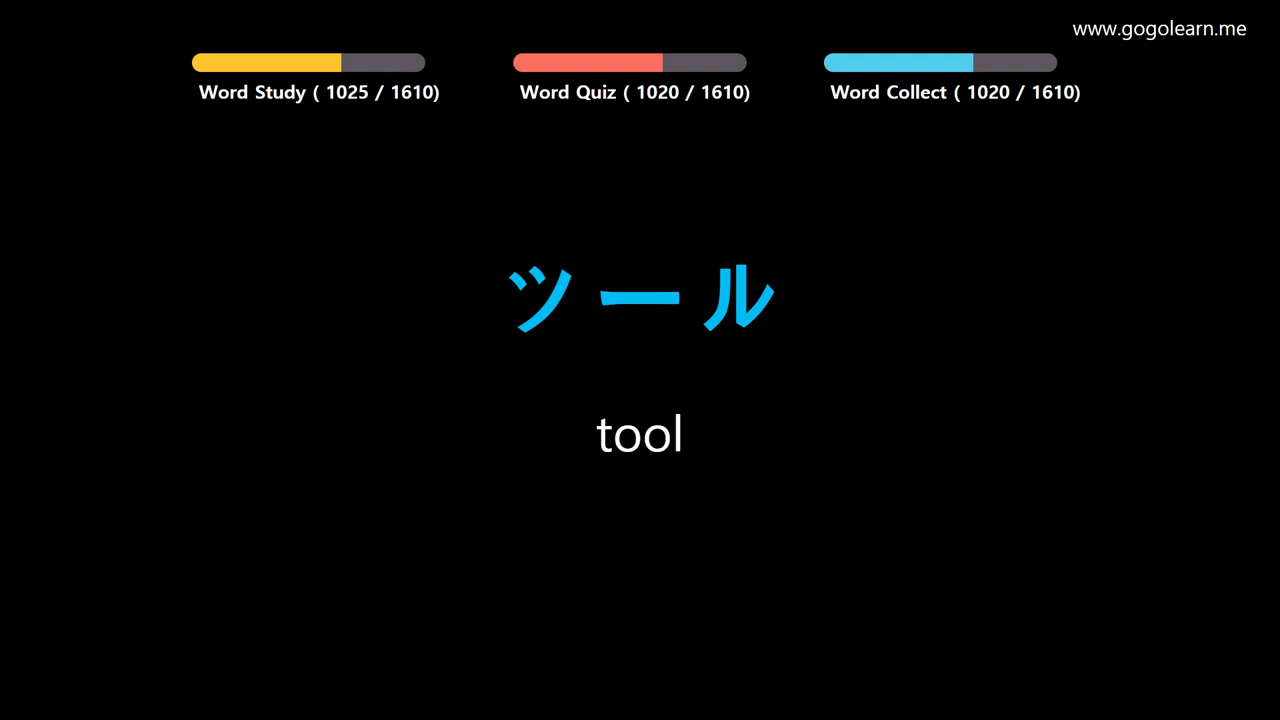 www.gogolearn.me
Word Study ( 1025 / 1610)
Word Quiz ( 1020 / 1610)
Word Collect ( 1020 / 1610)
ツール
tool